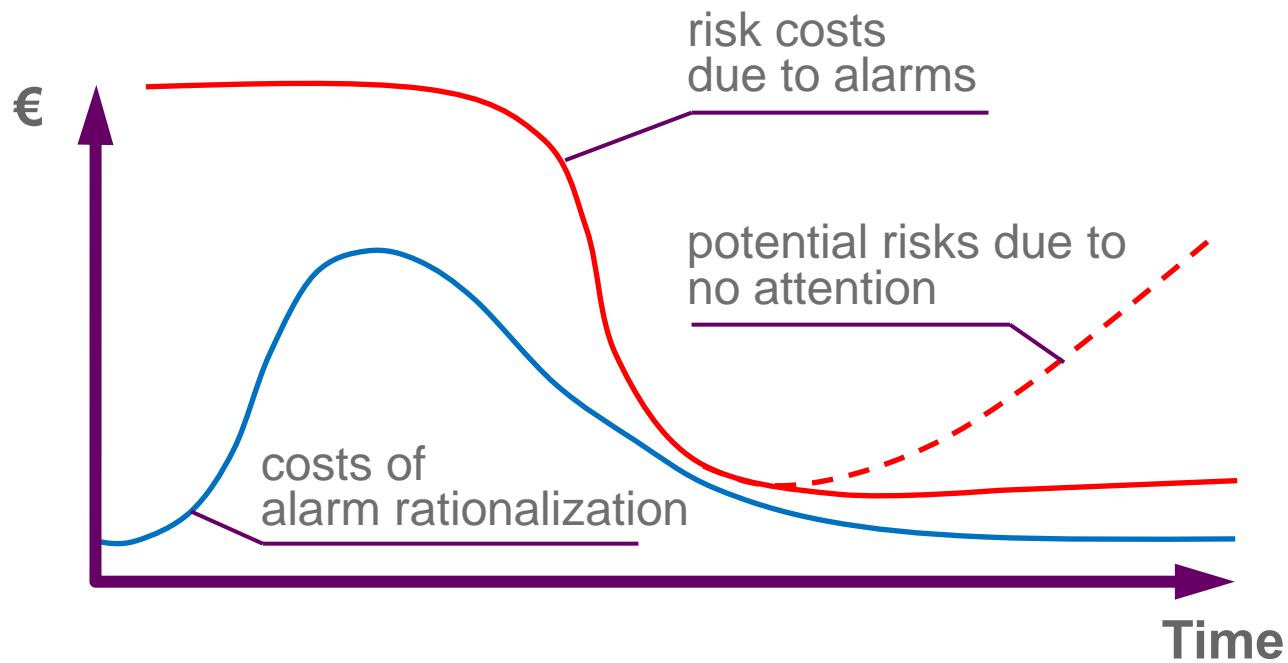 risk costs
due to alarms
€
potential risks due to
no attention
costs of
alarm rationalization
Time